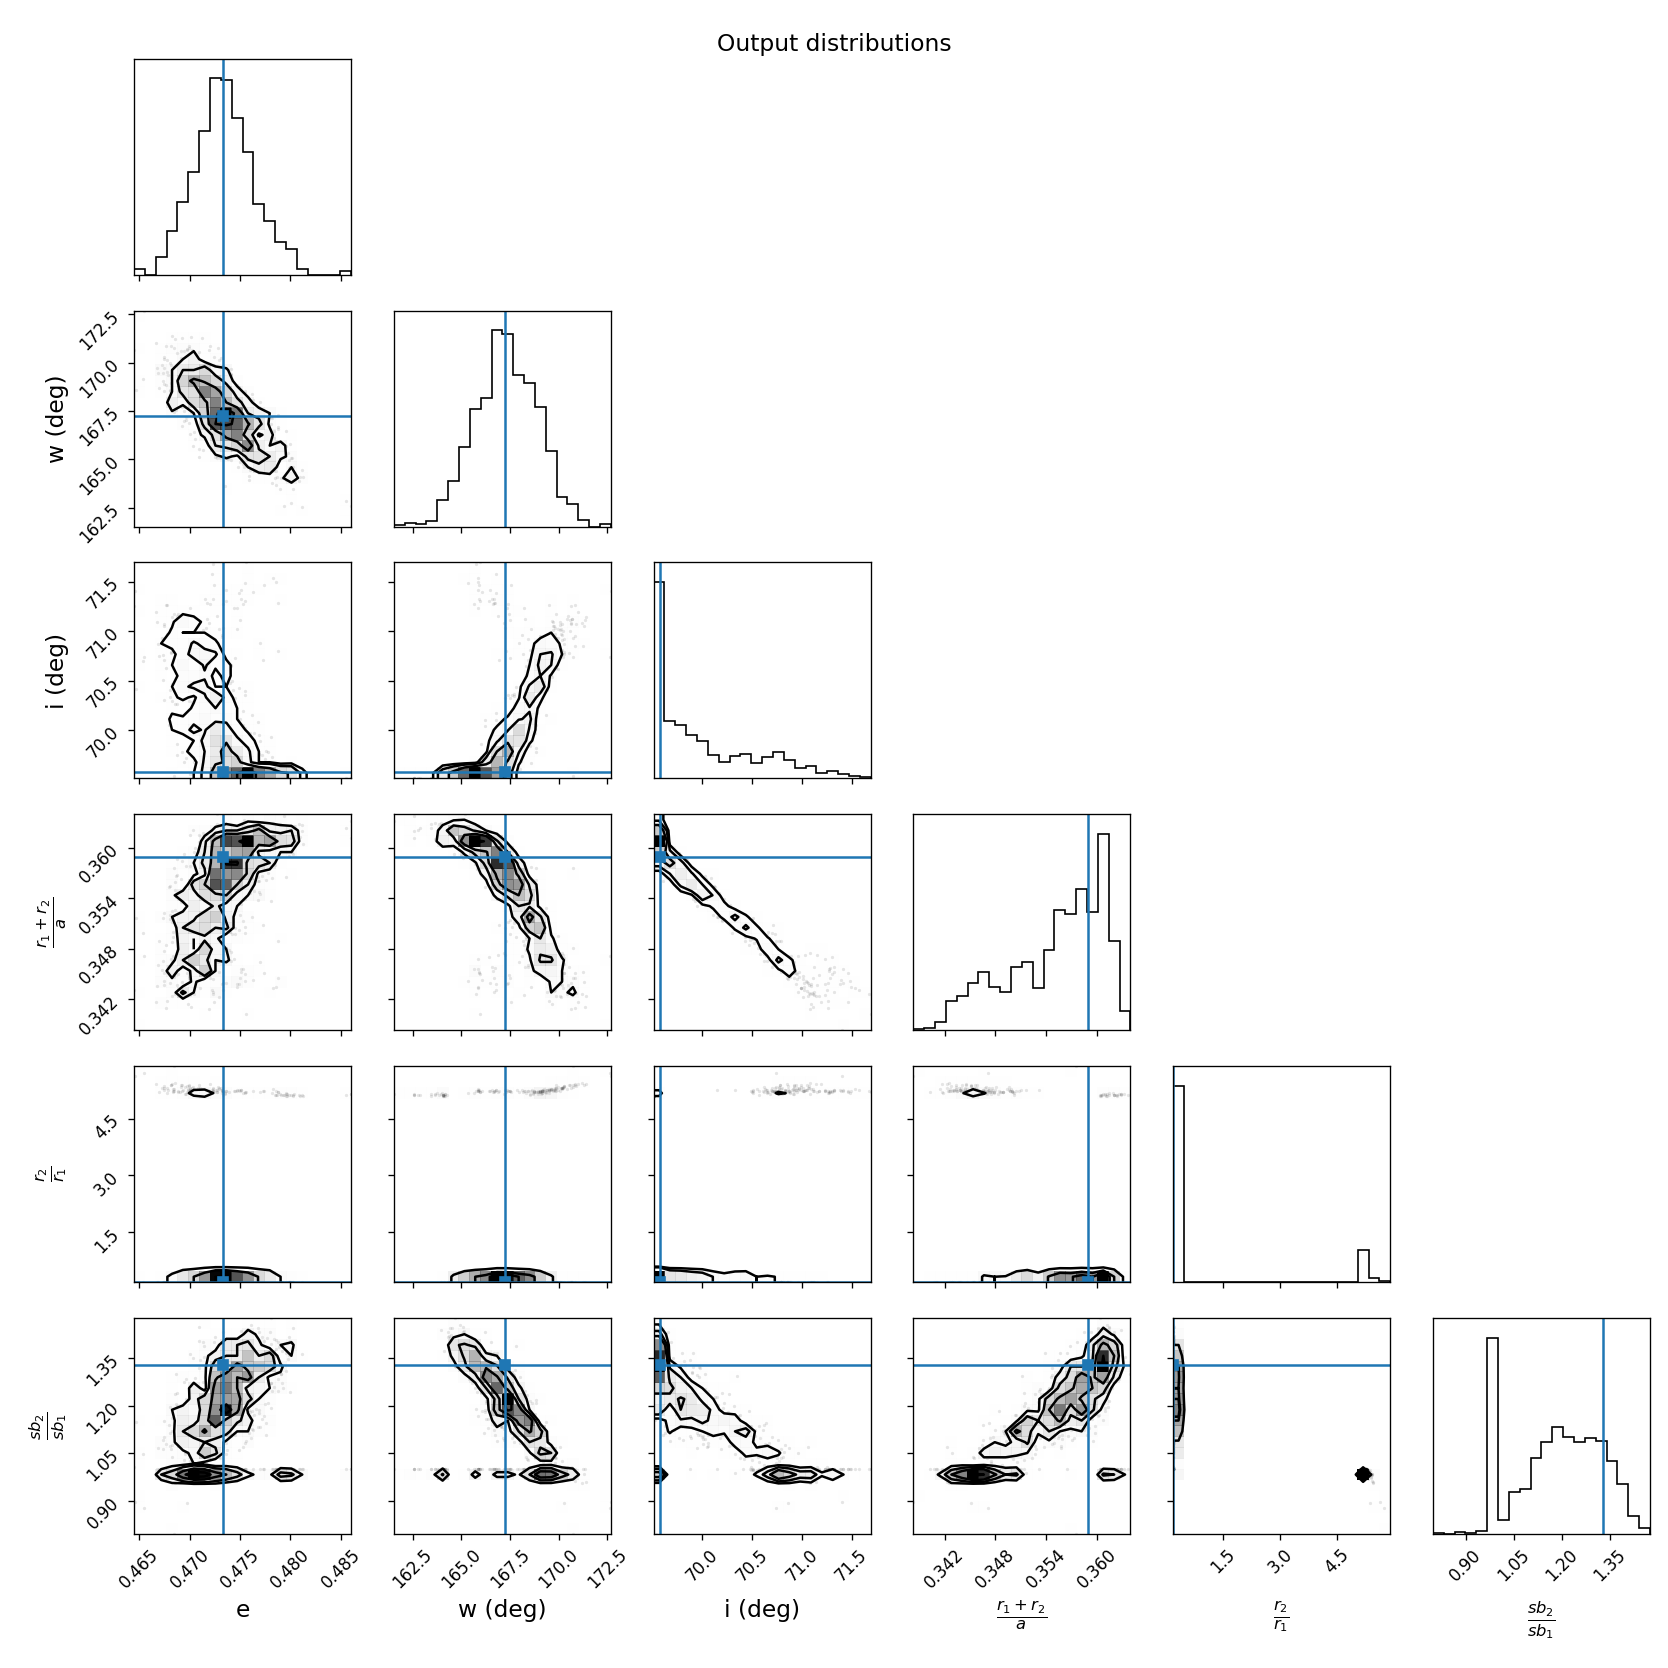 Output distributions
172.5
170.0
167.5
165.0
162.5
w (deg)
71.5
71.0
70.5
70.0
i (deg)
0.360
0.354
0.348
0.342
r₁ + r₂
a
4.5
3.0
1.5
r₂
r₁
1.35
1.20
1.05
0.90
sb₂
sb₁
0.465 0.470 0.475 0.480 0.485 162.5 165.0 167.5 170.0 172.5 70.0 70.5 71.0 71.5 0.342 0.348 0.354 0.360 1.5 3.0 4.5 0.90 1.05 1.20 1.35
e w (deg) i (deg) r₁ + r₂ r₂ sb₂
a r₁ sb₁